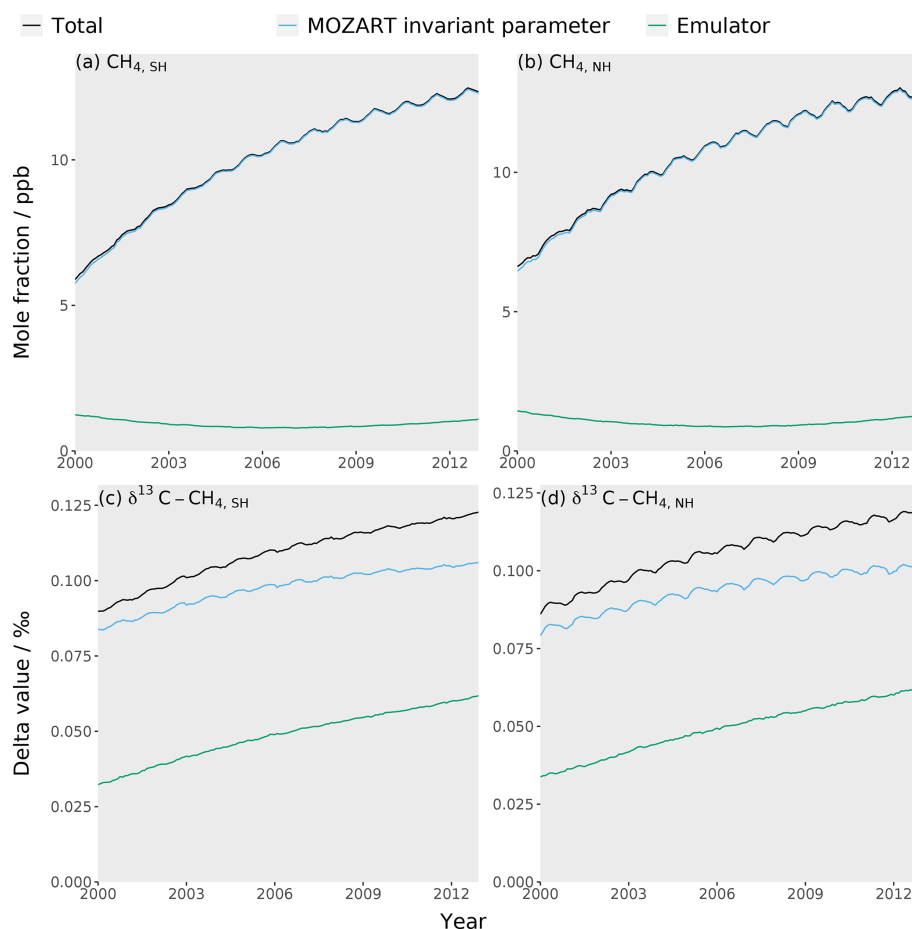 Total MOZART invariant parameter Emulator
(a) CH4, SH
(b) CH4, NH
Mole fraction / ppb
10
5
0
10
5
0
2000 2003 2006 2009 2012
2000 2003 2006 2009 2012
(c) δ13 C – CH4, SH
(d) δ13 C – CH4, NH
Delta value / ‰
0.125
0.100
0.075
0.050
0.025
0.000
0.125
0.100
0.075
0.050
0.025
0.000
2000 2003 2006 2009 2012
2000 2003 2006 2009 2012
Year